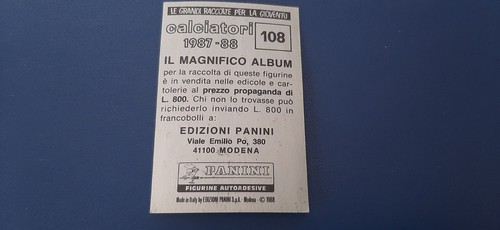 LE GRANDI RACCOLTE PER LA GIOVENTÙ
calciatori
1987-88
108
IL MAGNIFICO ALBUM
per la raccolta di queste figurine
è in vendita nelle edicole e car-
tolerie al prezzo propaganda di
L. 800. Chi non lo trovasse può
richiederlo inviando L. 800 in
francobolli a:
EDIZIONI PANINI
Viale Emilio Po, 380
41100 MODENA
PANINI
FIGURINE AUTOADESIVE
Made in Italy by EDIZIONI PANINI S.p.A. - Modena - © 1988